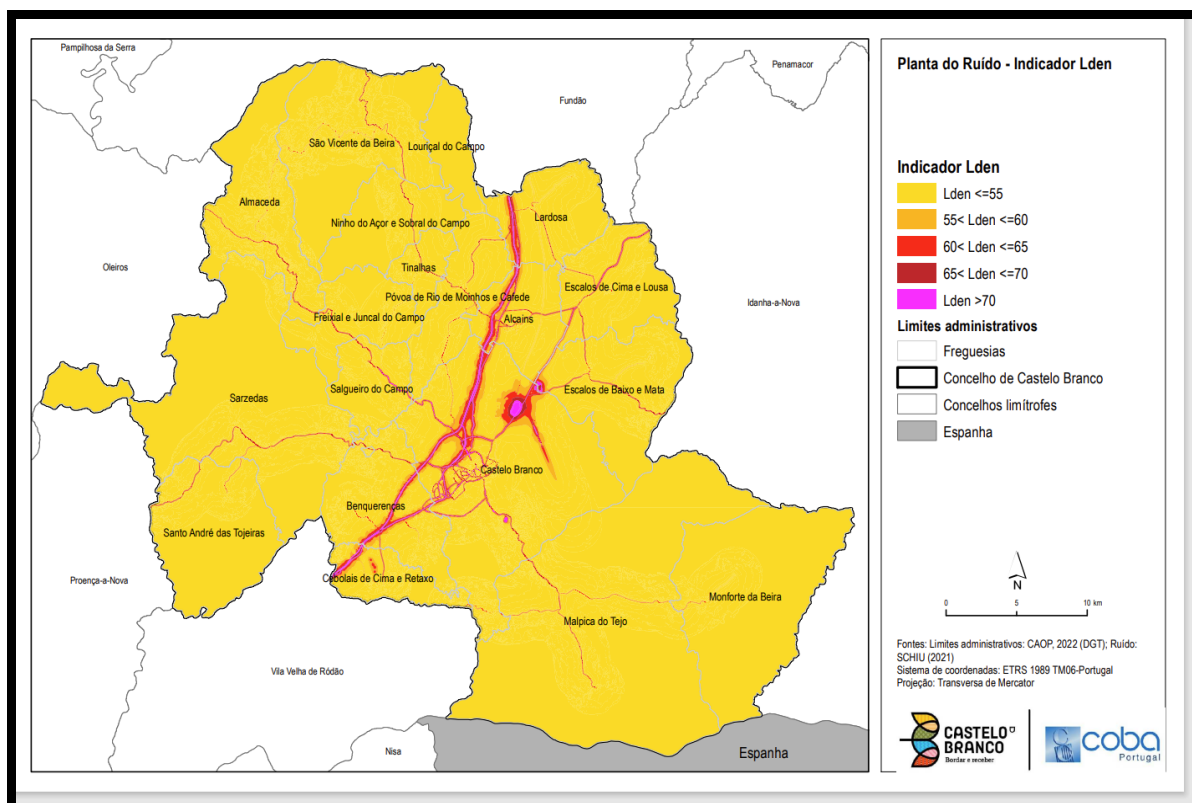 Pampilhosa da Serra
Penamacor
Fundão
São Vicente da Beira
Louriçal do Campo
Almaceda
Ninho do Açor e Sobral do Campo
Lardosa
Oleiros
Tinalhas
Escalos de Cima e Lousa
Póvoa de Rio de Moinhos e Cafede
Idanha-a-Nova
Freixial e Juncal do Campo
Alcains
Salgueiro do Campo
Escalos de Baixo e Mata
Sarzedas
Castelo Branco
Benquerenças
Santo André das Tojeiras
Proença-a-Nova
Cebolais de Cima e Retaxo
Monforte da Beira
Malpica do Tejo
Vila Velha de Ródão
Nisa
Espanha
Planta do Ruído - Indicador Lden
Indicador Lden
Lden <=55
55< Lden <=60
60< Lden <=65
65< Lden <=70
Lden >70
Limites administrativos
Freguesias
Concelho de Castelo Branco
Concelhos limítrofes
Espanha
N
0 5 10 km
Fontes: Limites administrativos: CAOP, 2022 (DGT); Ruído:
SCHIU (2021)
Sistema de coordenadas: ETRS 1989 TM06-Portugal
Projeção: Transversa de Mercator
CASTELO
BRANCO
Bordar e receber
coba
Portugal